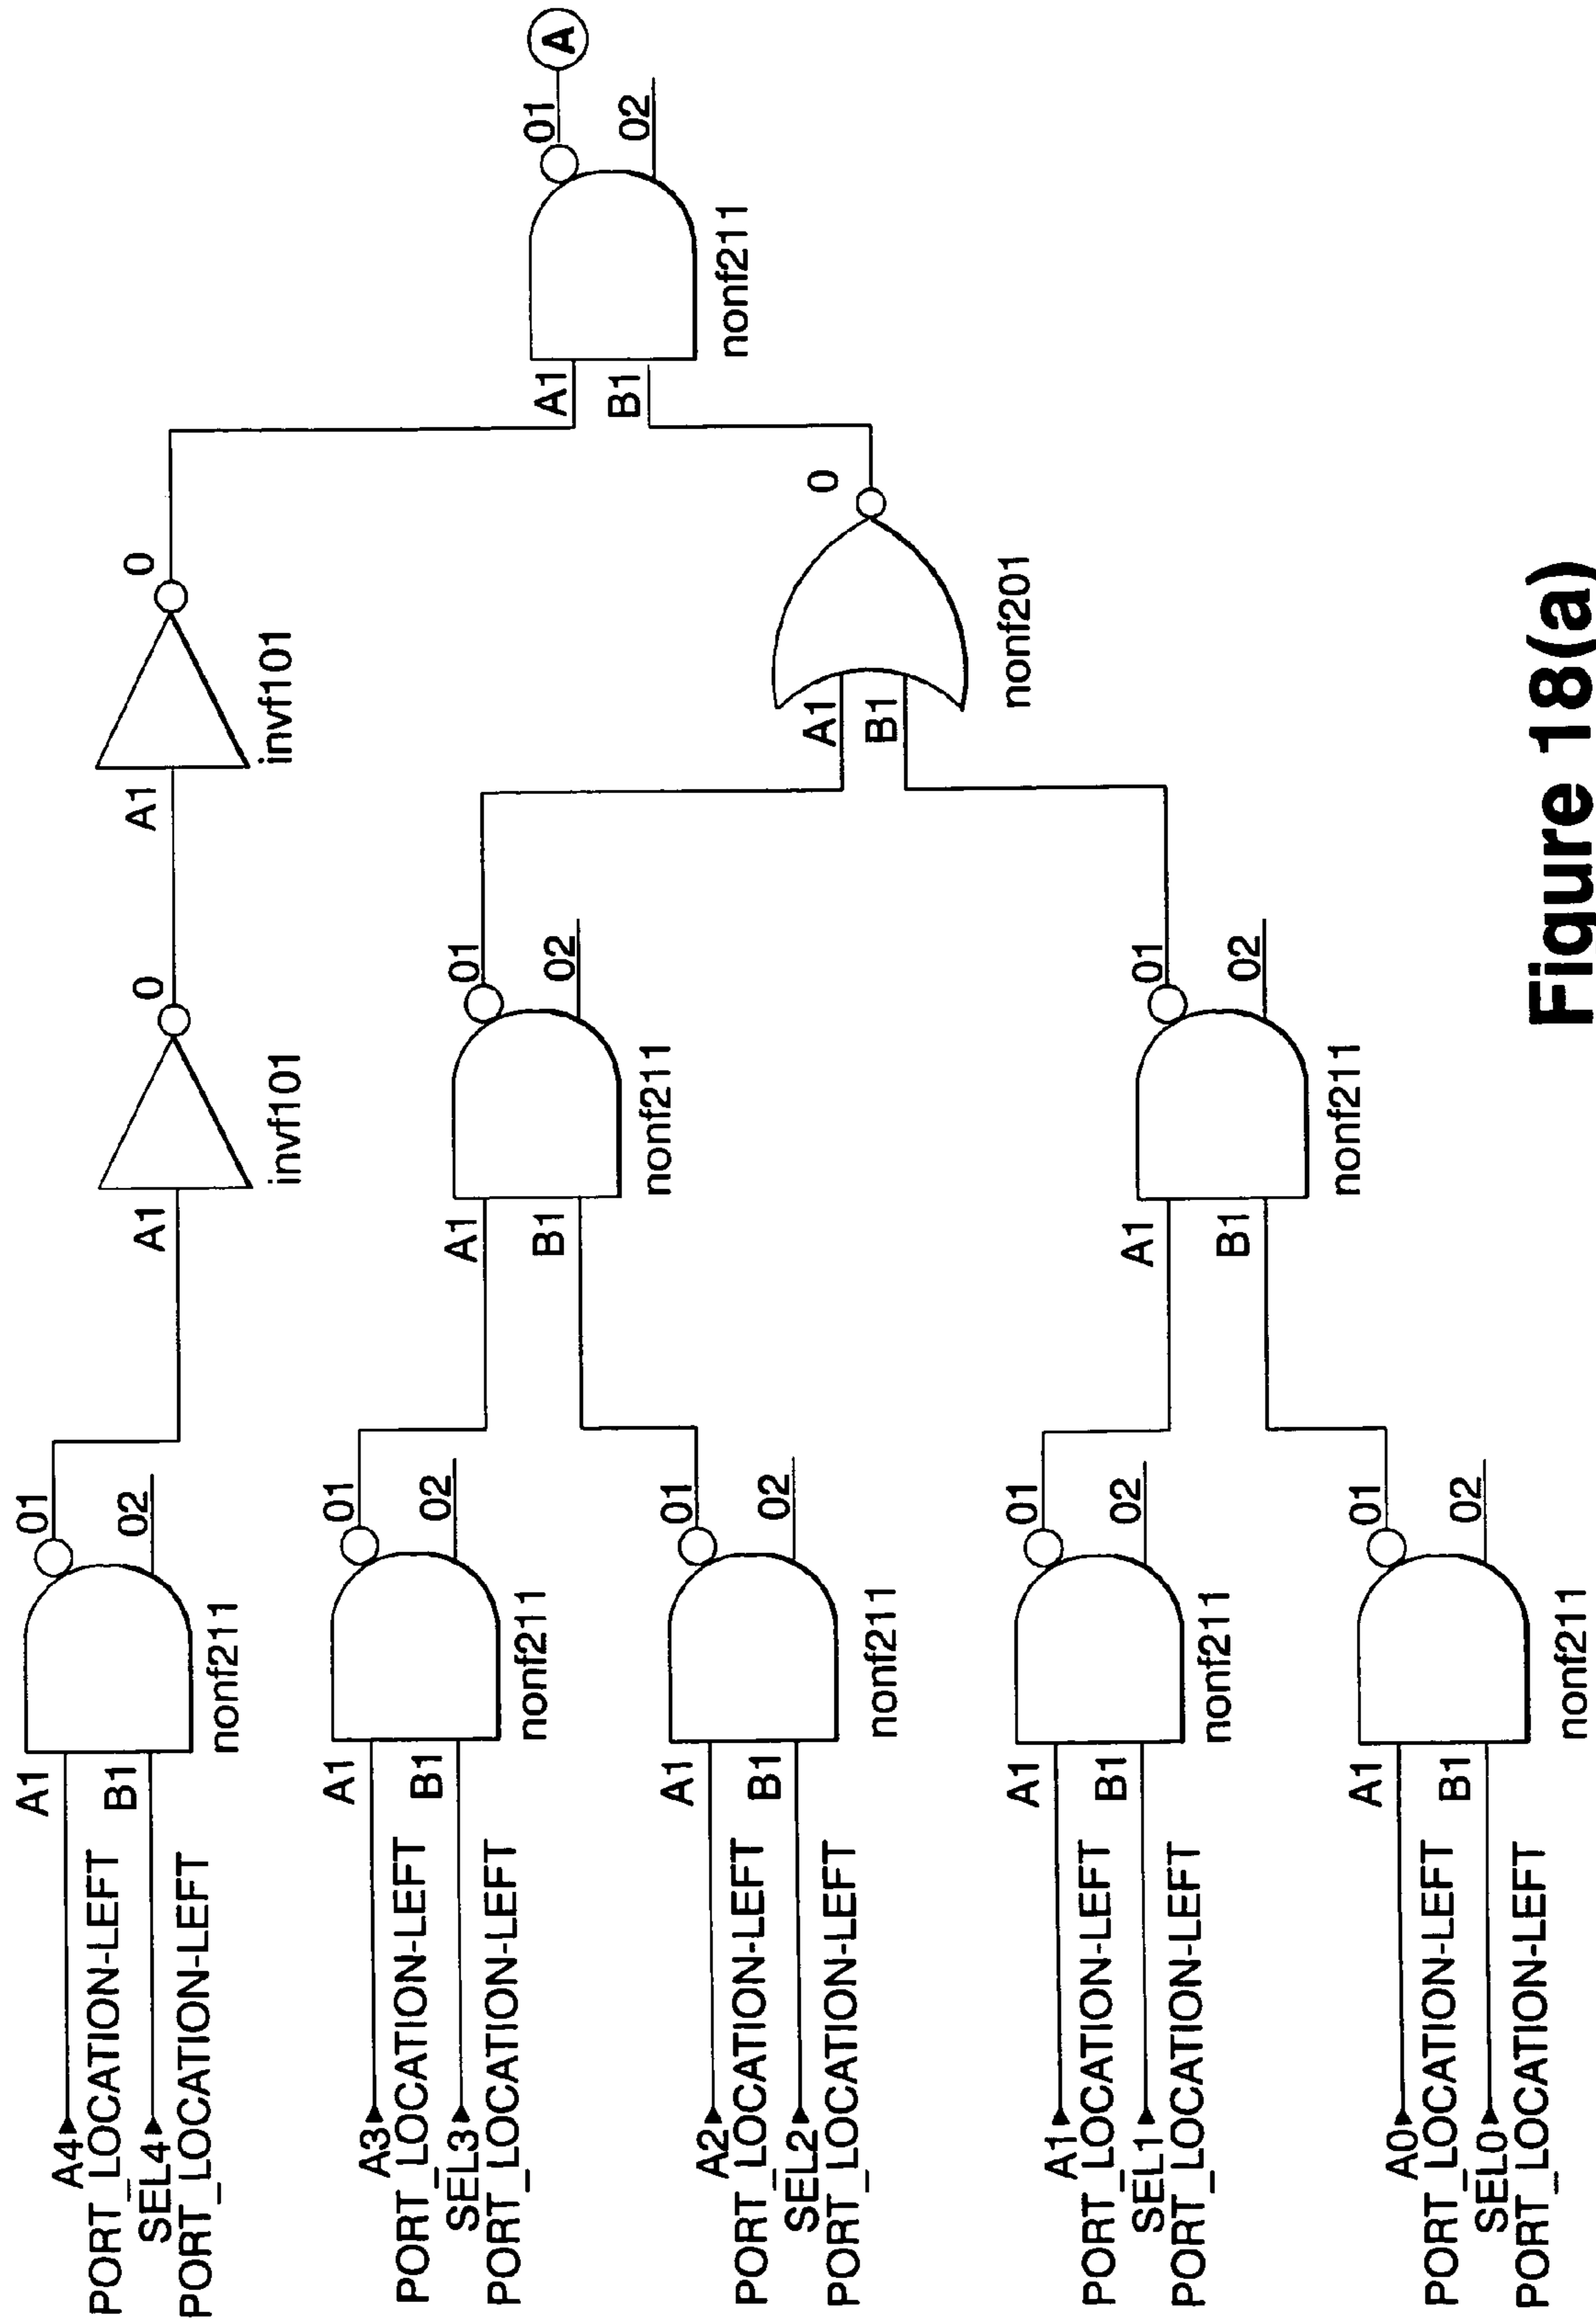 A4
PORT_LOCATION-LEFT
SEL4
PORT_LOCATION-LEFT
A1
B1
nonf211
01
02
A1
invf101
0
A1
invf101
0
A3
PORT_LOCATION-LEFT
SEL3
PORT_LOCATION-LEFT
A1
B1
nonf211
01
02
A2
PORT_LOCATION-LEFT
SEL2
PORT_LOCATION-LEFT
A1
B1
nonf211
01
02
A1
B1
nonf211
01
02
A1
PORT_LOCATION-LEFT
SEL1
PORT_LOCATION-LEFT
A1
B1
nonf211
01
02
A0
PORT_LOCATION-LEFT
SEL0
PORT_LOCATION-LEFT
A1
B1
nonf211
01
02
A1
B1
nonf211
01
02
A1
B1
nonf201
0
A1
B1
nonf211
01
02
A
Figure 18(a)